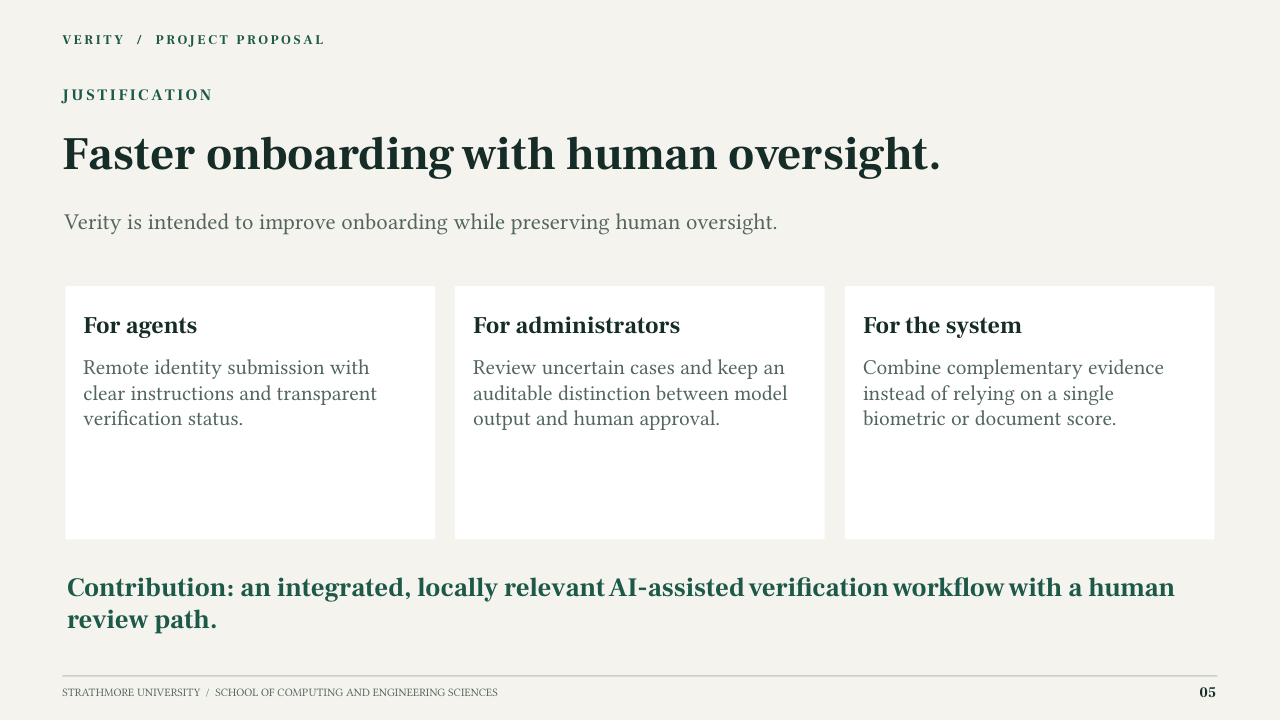 VERITY / PROJECT PROPOSAL
JUSTIFICATION
Faster onboarding with human oversight.
Verity is intended to improve onboarding while preserving human oversight.
For agents
Remote identity submission with
clear instructions and transparent
verification status.
For administrators
Review uncertain cases and keep an
auditable distinction between model
output and human approval.
For the system
Combine complementary evidence
instead of relying on a single
biometric or document score.
Contribution: an integrated, locally relevant AI-assisted verification workflow with a human
review path.
STRATHMORE UNIVERSITY / SCHOOL OF COMPUTING AND ENGINEERING SCIENCES
05